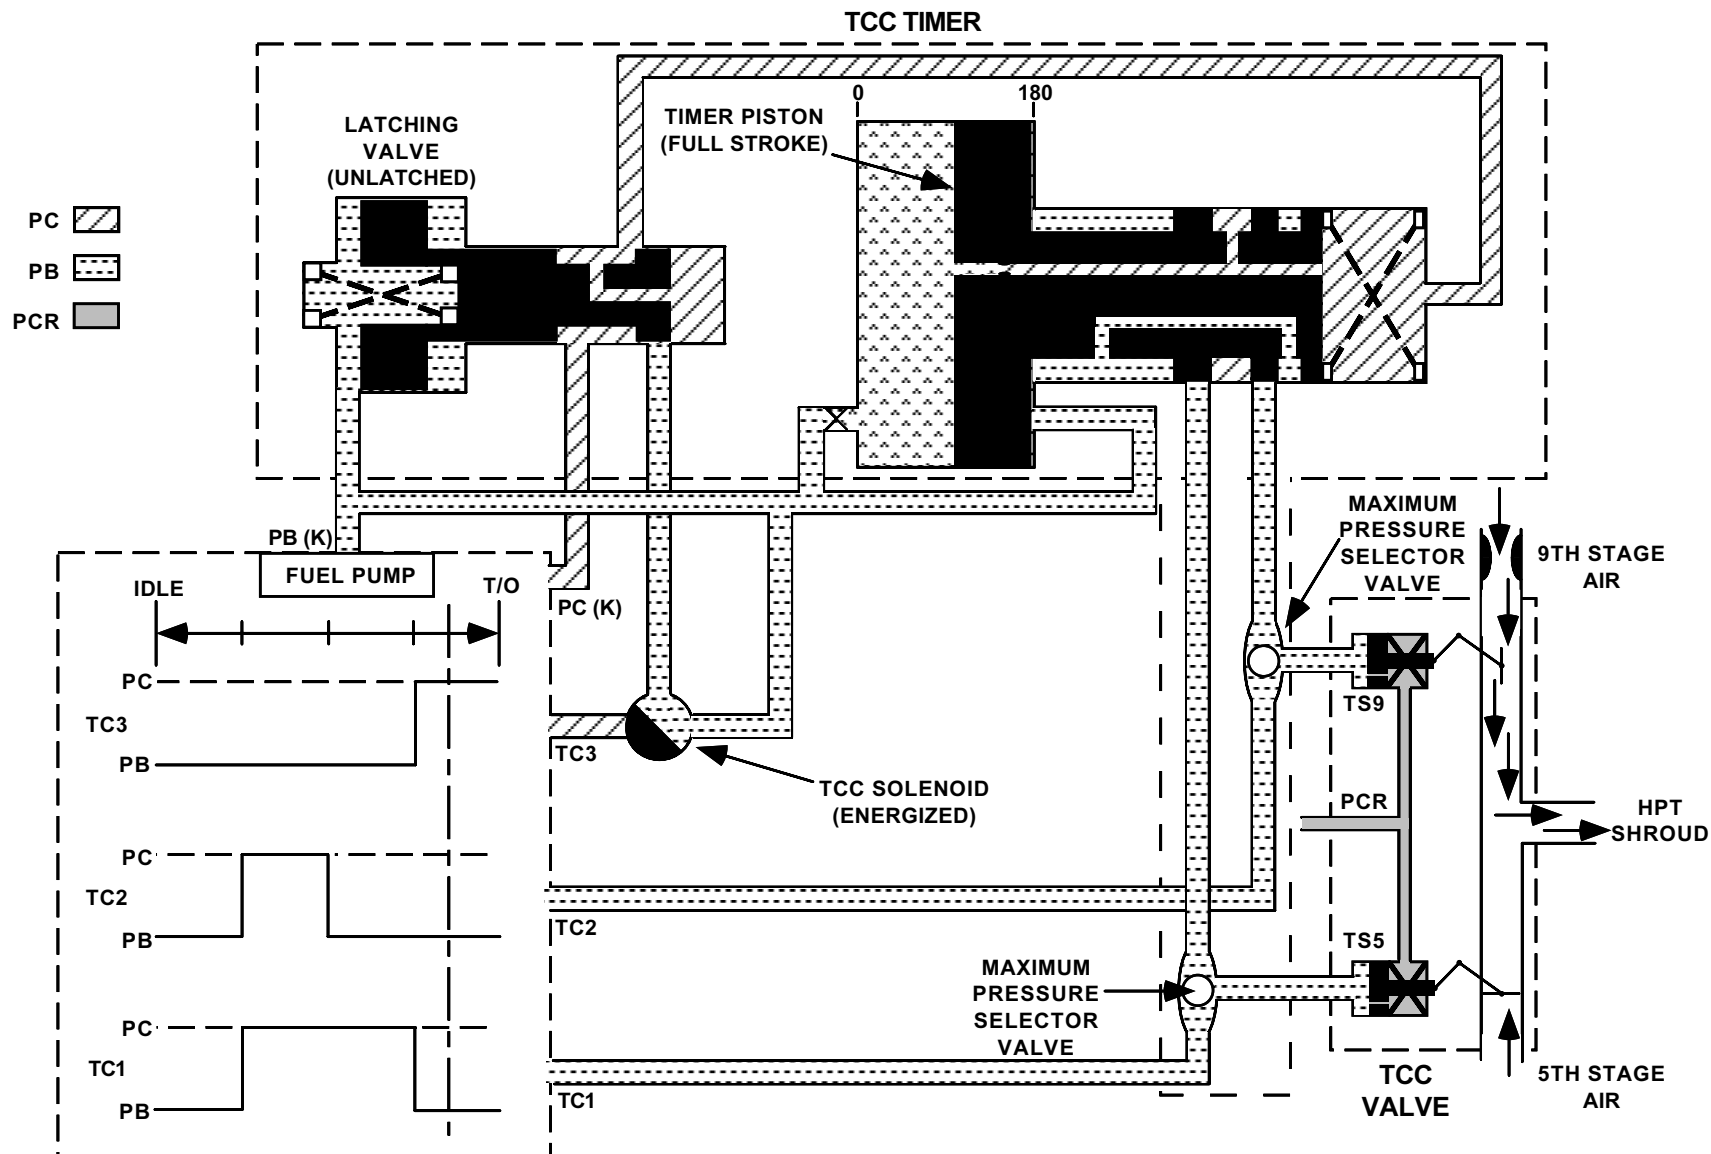 TCC TIMER
0
180
TIMER PISTON
(FULL STROKE)
LATCHING
VALVE
(UNLATCHED)
PC
PB
PCR
MAXIMUM
PRESSURE
SELECTOR
VALVE
9TH STAGE
AIR
PB (K)
FUEL PUMP
IDLE
T/O
PC (K)
PC
TC3
PB
TC3
TCC SOLENOID
(ENERGIZED)
TS9
PCR
HPT
SHROUD
PC
TC2
PB
TC2
TS5
MAXIMUM
PRESSURE
SELECTOR
VALVE
PC
TC1
PB
TC1
TCC
VALVE
5TH STAGE
AIR